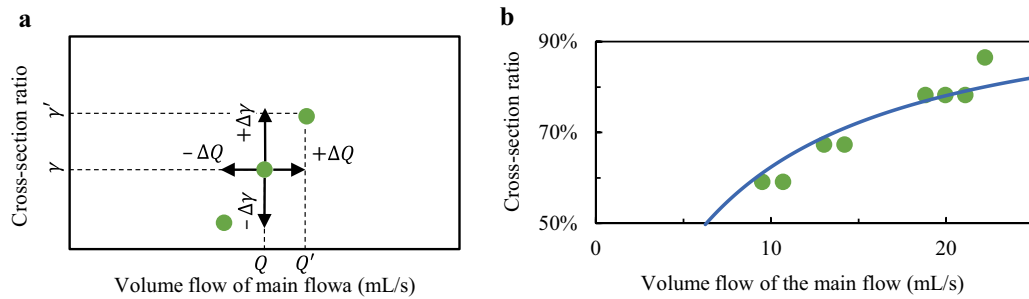 a
Cross-section ratio
γ′
γ
+Δγ
−ΔQ
+ΔQ
−Δγ
Q
Q′
Volume flow of main flowa (mL/s)
b
Cross-section ratio
90%
70%
50%
0
10
20
Volume flow of the main flow (mL/s)